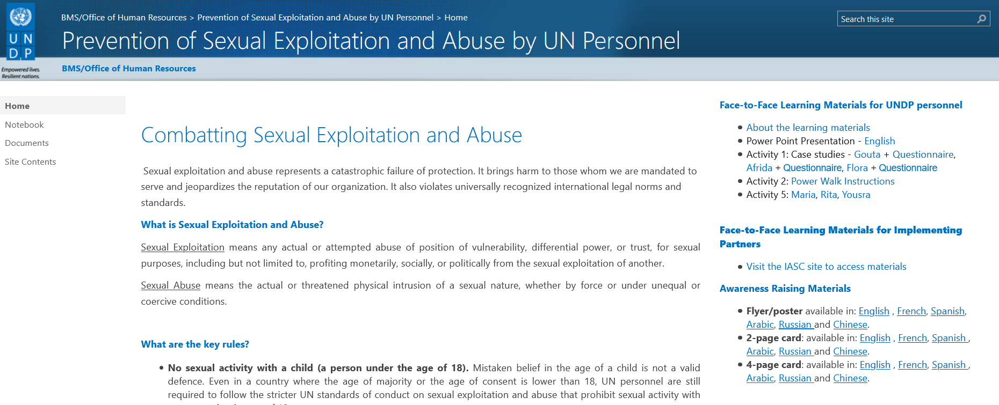 UN
DP
Empowered lives.
Resilient nations.
BMS/Office of Human Resources > Prevention of Sexual Exploitation and Abuse by UN Personnel > Home
Search this site
Prevention of Sexual Exploitation and Abuse by UN Personnel
BMS/Office of Human Resources
Home
Notebook
Documents
Site Contents
Combatting Sexual Exploitation and Abuse
Sexual exploitation and abuse represents a catastrophic failure of protection. It brings harm to those whom we are mandated to
serve and jeopardizes the reputation of our organization. It also violates universally recognized international legal norms and
standards.
What is Sexual Exploitation and Abuse?
Sexual Exploitation means any actual or attempted abuse of position of vulnerability, differential power, or trust, for sexual
purposes, including but not limited to, profiting monetarily, socially, or politically from the sexual exploitation of another.
Sexual Abuse means the actual or threatened physical intrusion of a sexual nature, whether by force or under unequal or
coercive conditions.
What are the key rules?
• No sexual activity with a child (a person under the age of 18). Mistaken belief in the age of a child is not a valid
defence. Even in a country where the age of majority or the age of consent is lower than 18, UN personnel are still
required to follow the stricter UN standards of conduct on sexual exploitation and abuse that prohibit sexual activity with
Face-to-Face Learning Materials for UNDP personnel
• About the learning materials
• Power Point Presentation - English
• Activity 1: Case studies - Gouta + Questionnaire,
Afrida + Questionnaire, Flora + Questionnaire
• Activity 2: Power Walk Instructions
• Activity 5: Maria, Rita, Yousra
Face-to-Face Learning Materials for Implementing
Partners
• Visit the IASC site to access materials
Awareness Raising Materials
• Flyer/poster available in: English , French, Spanish,
Arabic, Russian and Chinese.
• 2-page card: available in: English , French, Spanish ,
Arabic, Russian and Chinese.
• 4-page card: available in: English , French, Spanish ,
Arabic, Russian and Chinese.